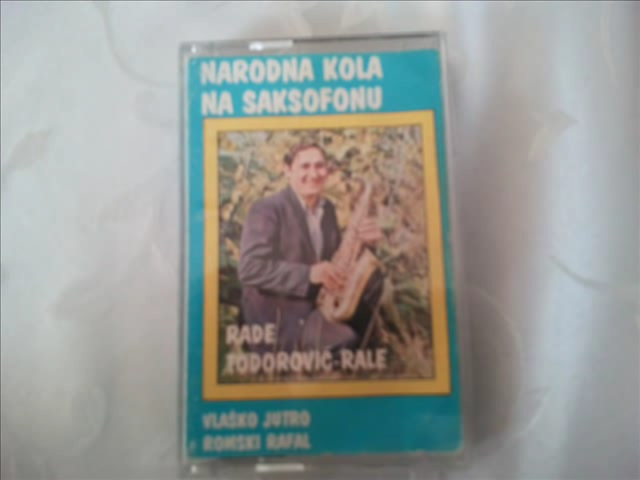 NARODNA KOLA
NA SAKSOFONU
RADE
TODOROVIĆ-RALE
VLAŠKO JUTRO
ROMSKI RAFAL